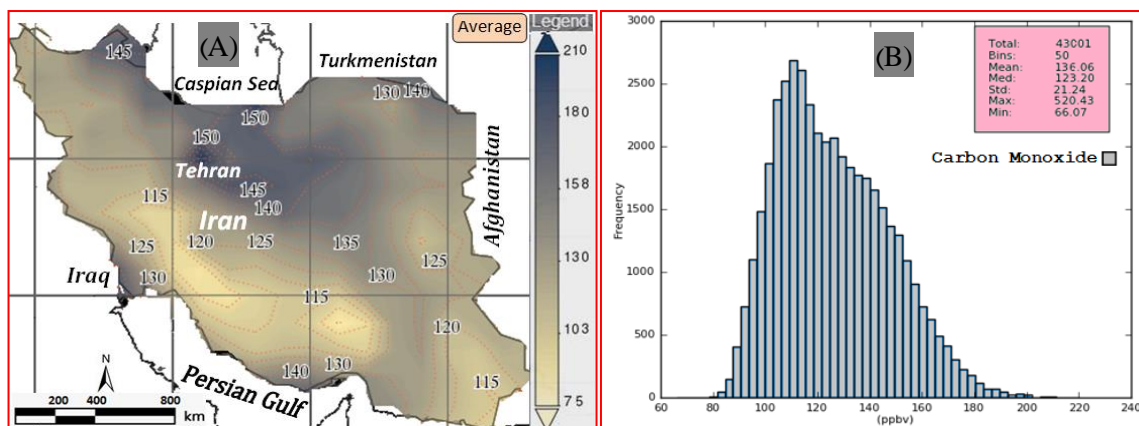 Average
Legend
(A)
145
Caspian Sea
Turkmenistan
130 140
150
150
Tehran
145
140
115
Iran
125
120
125
135
125
130
130
Iraq
115
120
140
130
115
Afghanistan
Persian Gulf
N
200 400 800
km
210
180
158
130
103
75
(B)
Total: 43001
Bins: 50
Mean: 136.06
Med: 123.20
Std: 21.24
Max: 520.43
Min: 66.07
Carbon Monoxide
Frequency
3000
2500
2000
1500
1000
500
0
60 80 100 120 140 160 180 200 220 240
(ppbv)